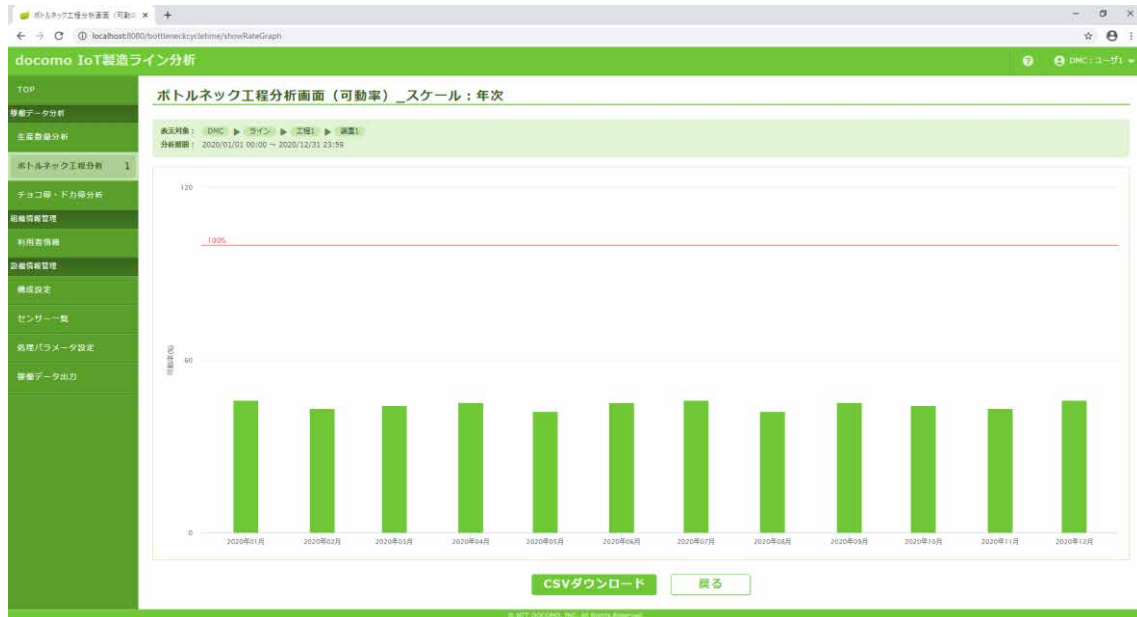 ボトルネック工程分析画面（可動
localhost:8080/bottleneckcycletime/showRateGraph
docomo IoT製造ライン分析
DMC：ユーザ1
TOP
稼働データ分析
生産数量分析
ボトルネック工程分析 1
チョコ停・ドカ停分析
組織情報管理
利用者情報
設備情報管理
構成設定
センサー一覧
処理パラメータ設定
稼働データ出力
ボトルネック工程分析画面（可動率）_スケール：年次
表示対象： DMC ▶ ライン ▶ 工程1 ▶ 装置1
分析期間： 2020/01/01 00:00 ～ 2020/12/31 23:59
120
100%
可動率(%)
60
0
2020年01月 2020年02月 2020年03月 2020年04月 2020年05月 2020年06月 2020年07月 2020年08月 2020年09月 2020年10月 2020年11月 2020年12月
CSVダウンロード 戻る
© NTT DOCOMO, INC. All Rights Reserved.